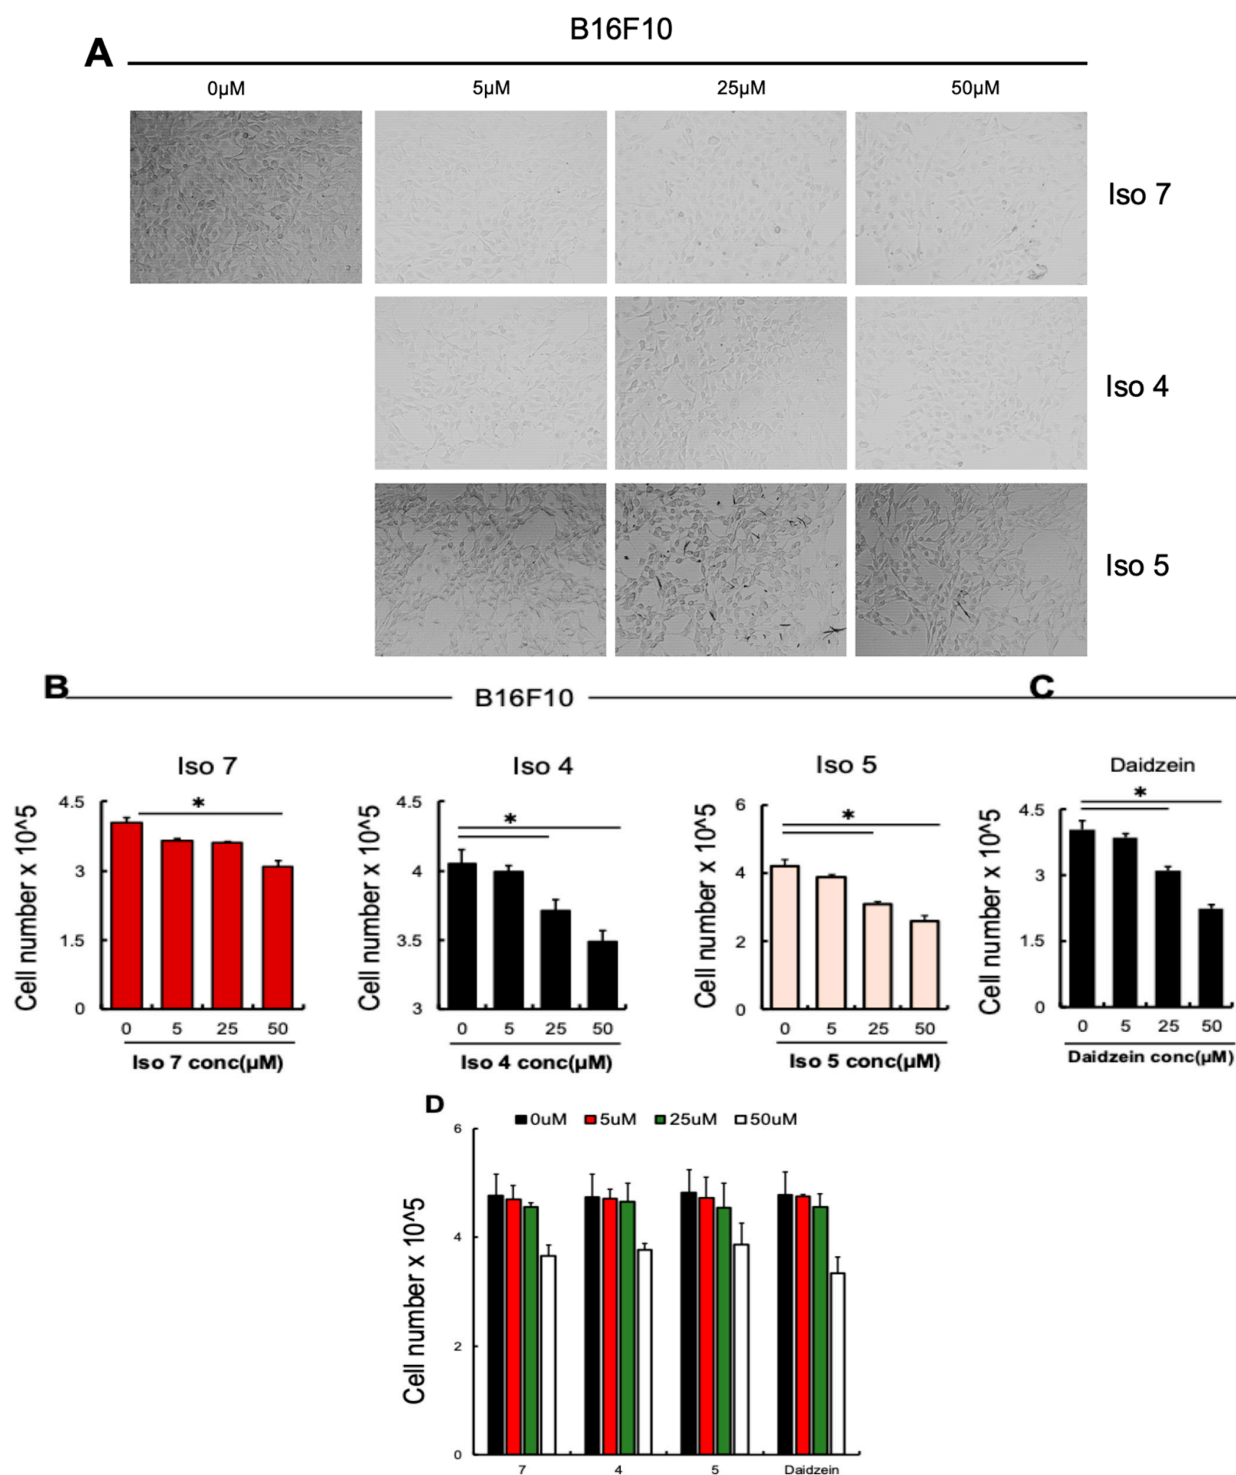 B16F10
A
0µM 5µM 25µM 50µM
Iso 7
Iso 4
Iso 5
B B16F10 C
Iso 7
Cell number x 10^5
4.5
3
1.5
0
*
0 5 25 50
Iso 7 conc(µM)
Iso 4
Cell number x 10^5
4.5
4
3.5
3
*
0 5 25 50
Iso 4 conc(µM)
Iso 5
Cell number x 10^5
6
4
2
0
*
0 5 25 50
Iso 5 conc(µM)
Daidzein
Cell number x 10^5
4.5
3
1.5
0
*
0 5 25 50
Daidzein conc(µM)
D
0uM 5uM 25uM 50uM
Cell number x 10^5
6
4
2
0
7 4 5 Daidzein